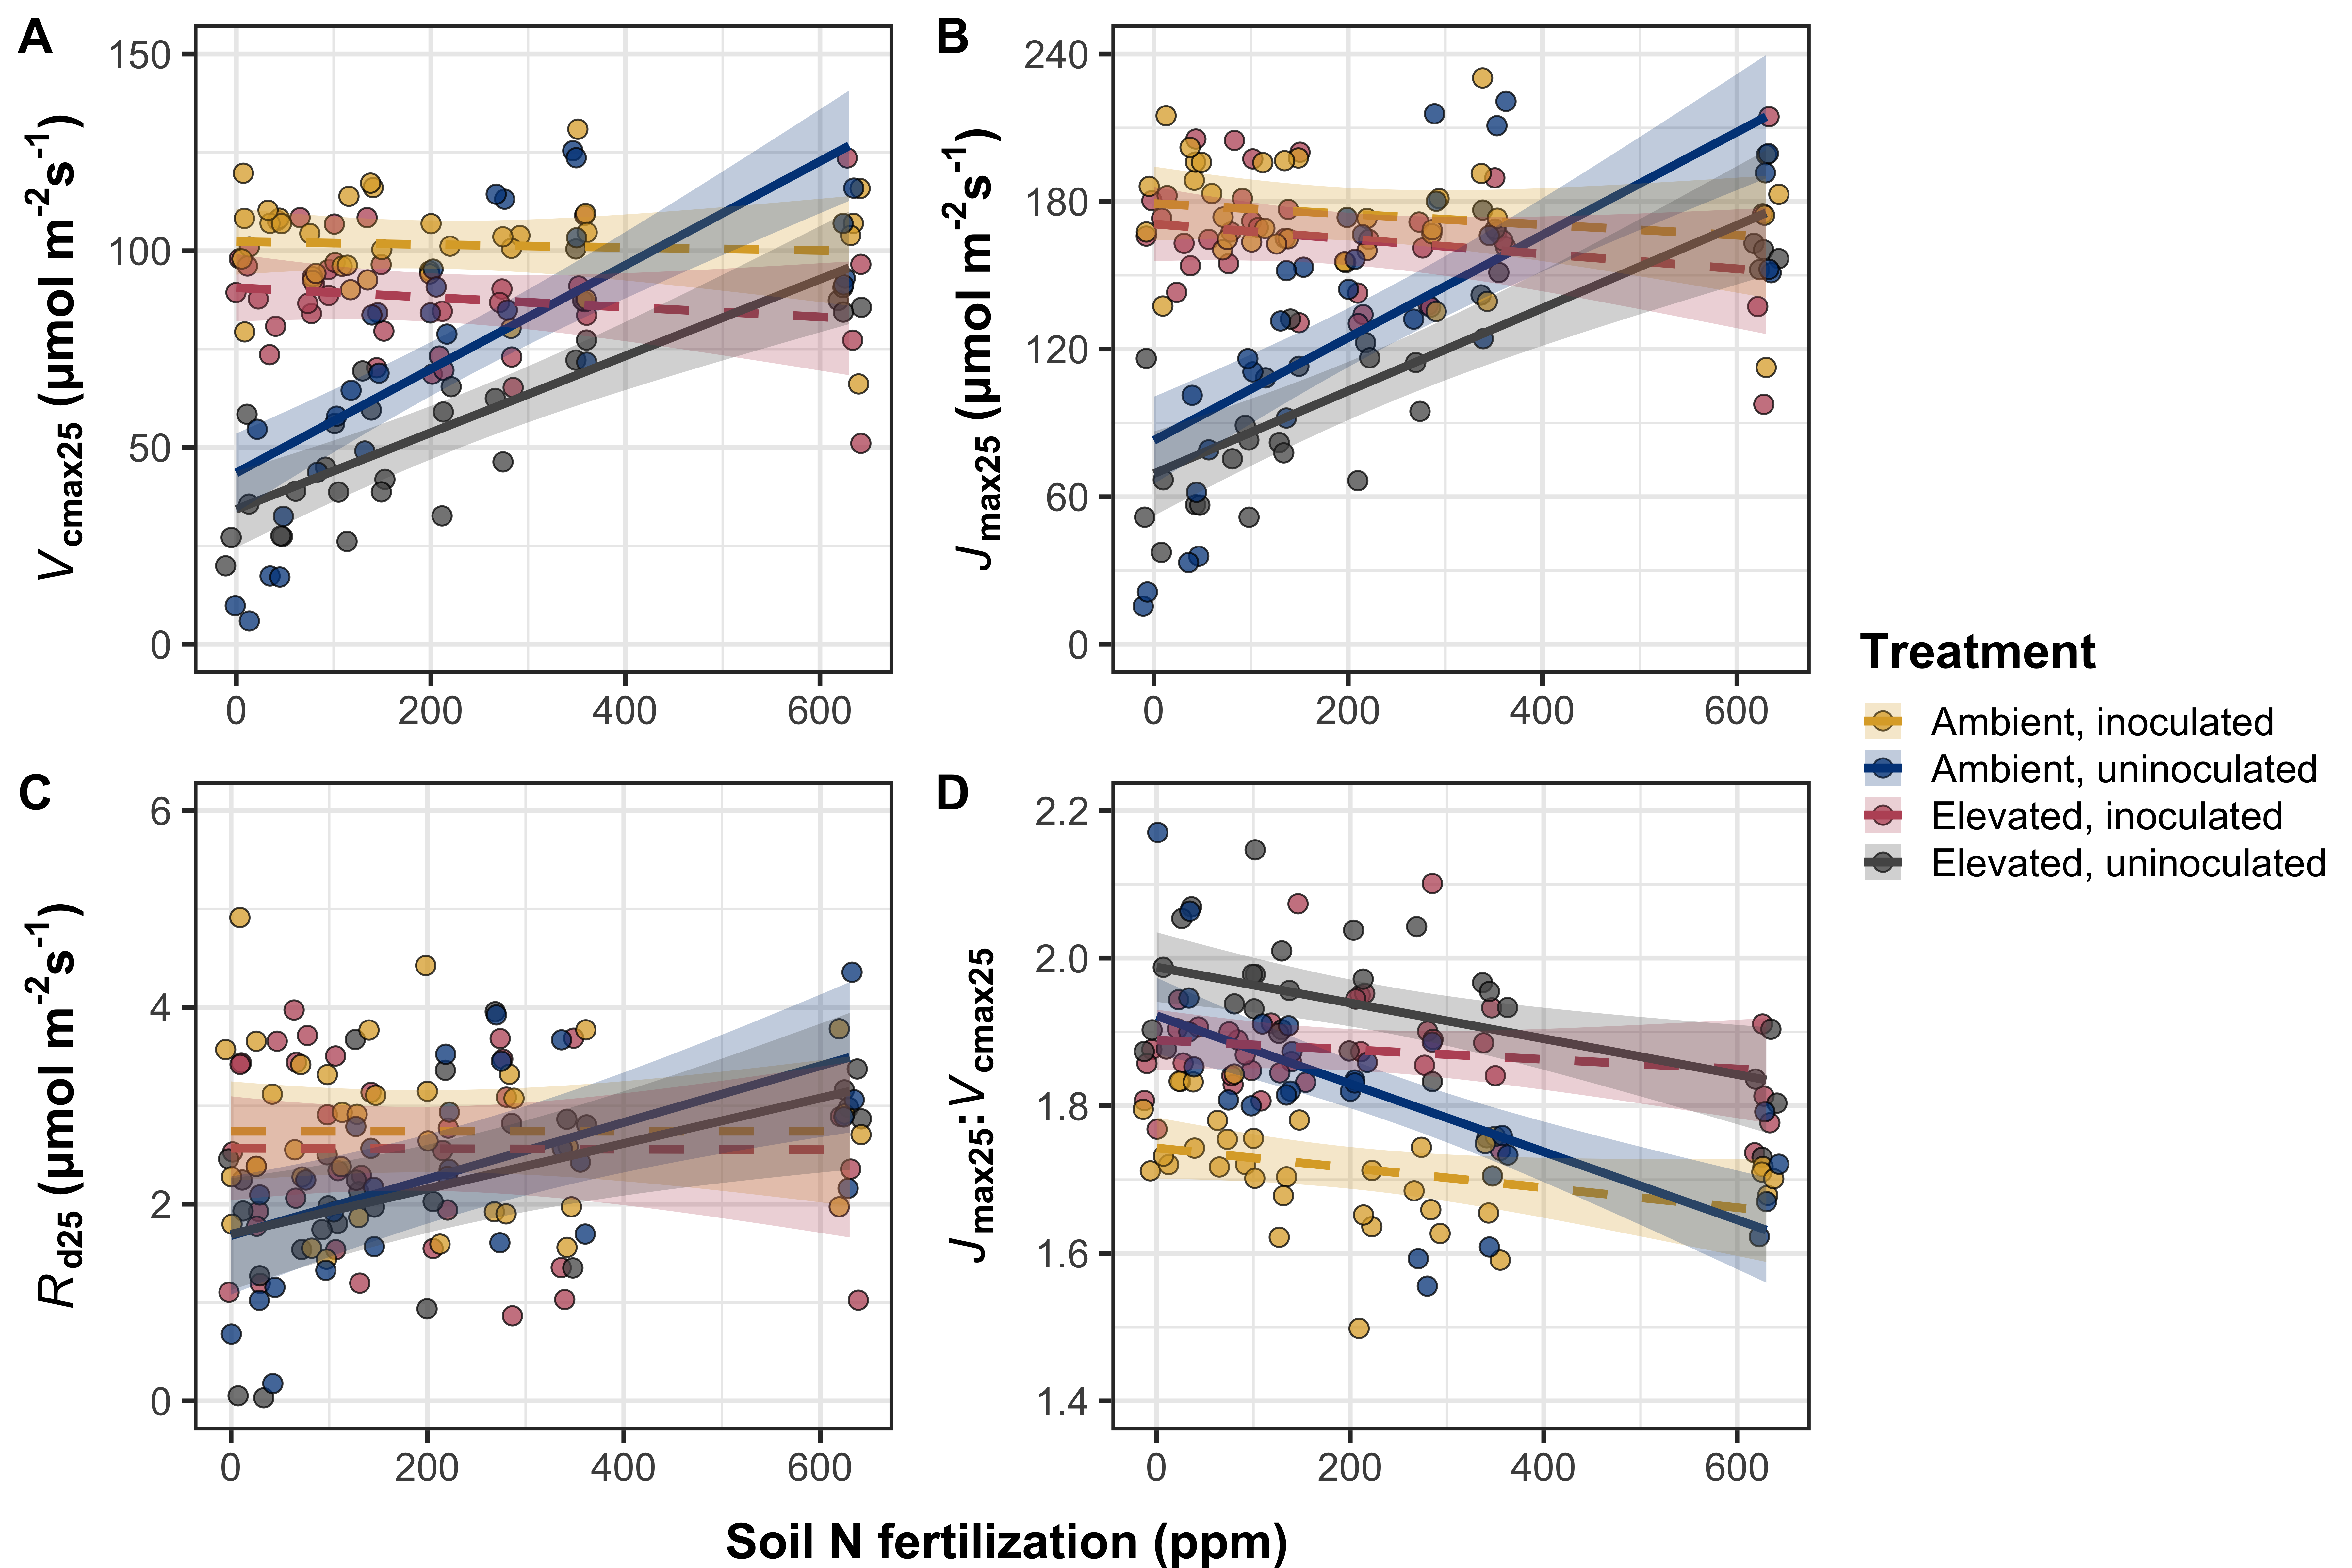 A
B
150
100
50
0
V cmax25 (μmol m-2s-1)
0 200 400 600
240
180
120
60
0
Jmax25 (μmol m-2s-1)
0 200 400 600
Treatment
Ambient, inoculated
Ambient, uninoculated
Elevated, inoculated
Elevated, uninoculated
C
D
6
4
2
0
Rd25 (μmol m-2s-1)
0 200 400 600
2.2
2.0
1.8
1.6
1.4
Jmax25:Vcmax25
0 200 400 600
Soil N fertilization (ppm)